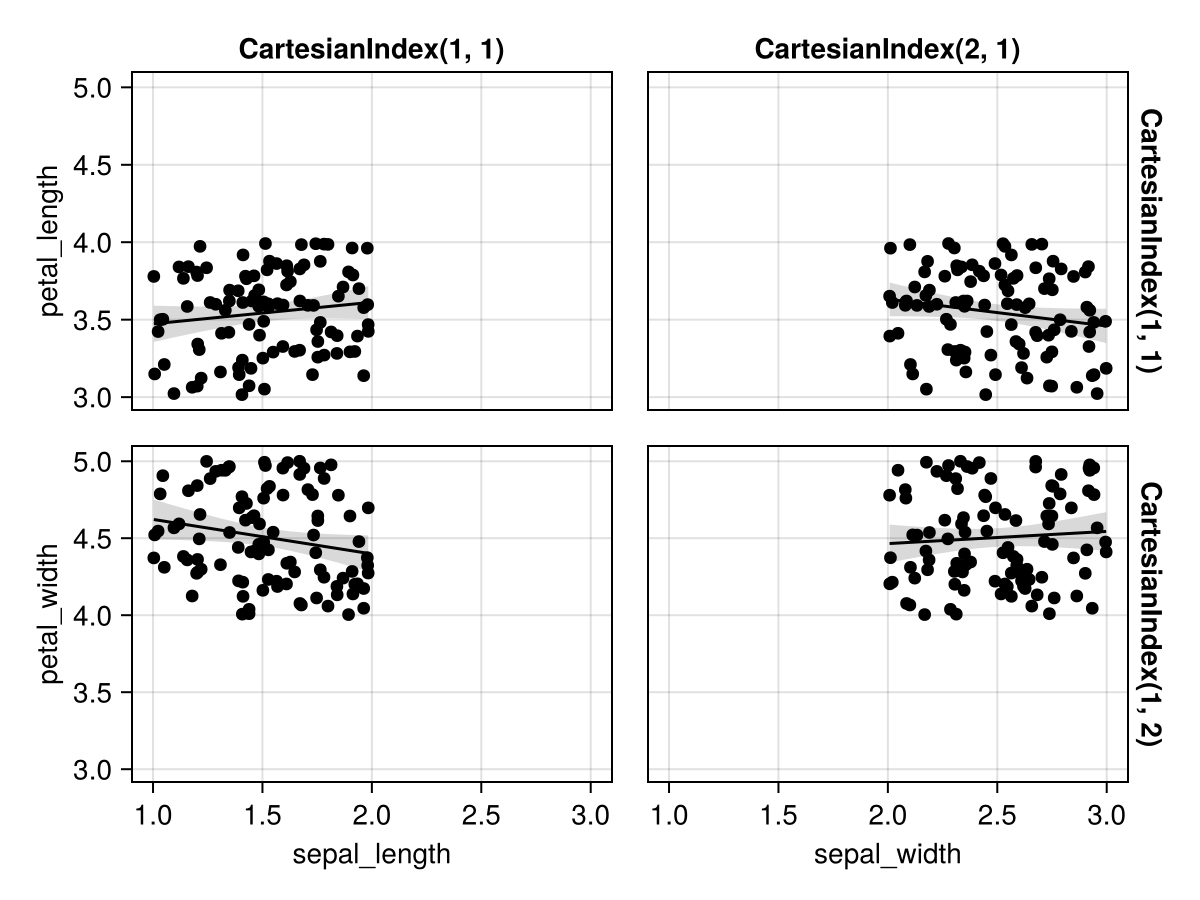 CartesianIndex(1, 1)
CartesianIndex(2, 1)
petal_length
5.0
4.5
4.0
3.5
3.0
CartesianIndex(1, 1)
petal_width
5.0
4.5
4.0
3.5
3.0
CartesianIndex(1, 2)
1.0 1.5 2.0 2.5 3.0
1.0 1.5 2.0 2.5 3.0
sepal_length
sepal_width